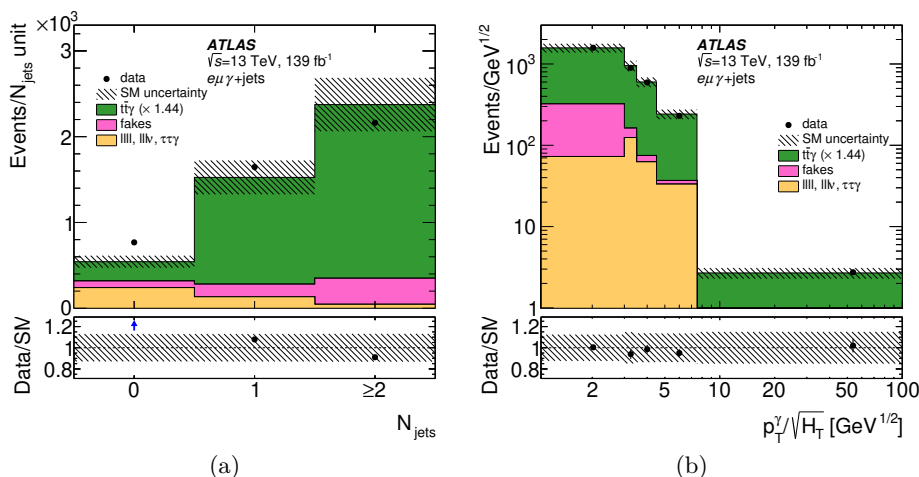 ×10³
3
2
1
0
Events/N_jets unit
ATLAS
√s=13 TeV, 139 fb⁻¹
eμγ+jets
data
SM uncertainty
tt̄γ (× 1.44)
fakes
llll, lllν, ττγ
1.2
1
0.8
Data/SM
0 1 ≥2
N_jets
(a)
10³
10²
10
1
Events/GeV^1/2
ATLAS
√s=13 TeV, 139 fb⁻¹
eμγ+jets
data
SM uncertainty
tt̄γ (× 1.44)
fakes
llll, lllν, ττγ
1.2
1
0.8
Data/SM
2 3 4 5 10 20 30 100
p_T^γ/√H_T [GeV^1/2]
(b)